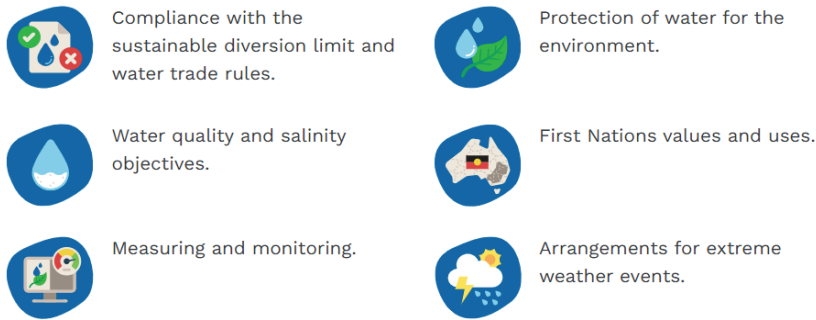 Compliance with the
sustainable diversion limit and
water trade rules.
Protection of water for the
environment.
Water quality and salinity
objectives.
First Nations values and uses.
Measuring and monitoring.
Arrangements for extreme
weather events.